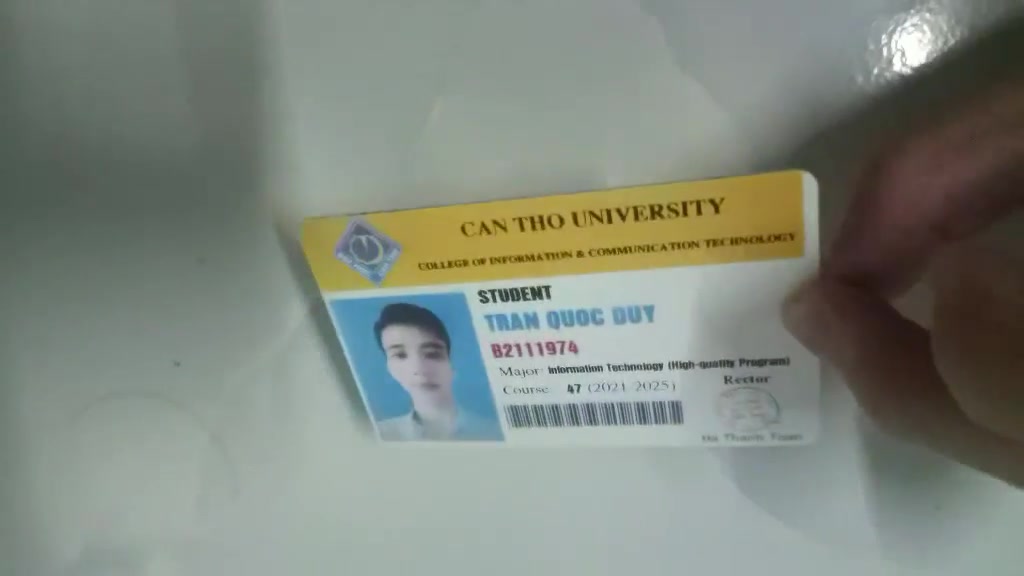 CAN THO UNIVERSITY
COLLEGE OF INFORMATION & COMMUNICATION TECHNOLOGY
STUDENT
TRAN QUOC DUY
B2111974
Major: Information Technology (High-quality Program)
Course: 47 (2021-2025)
Rector
Ha Thanh Toan